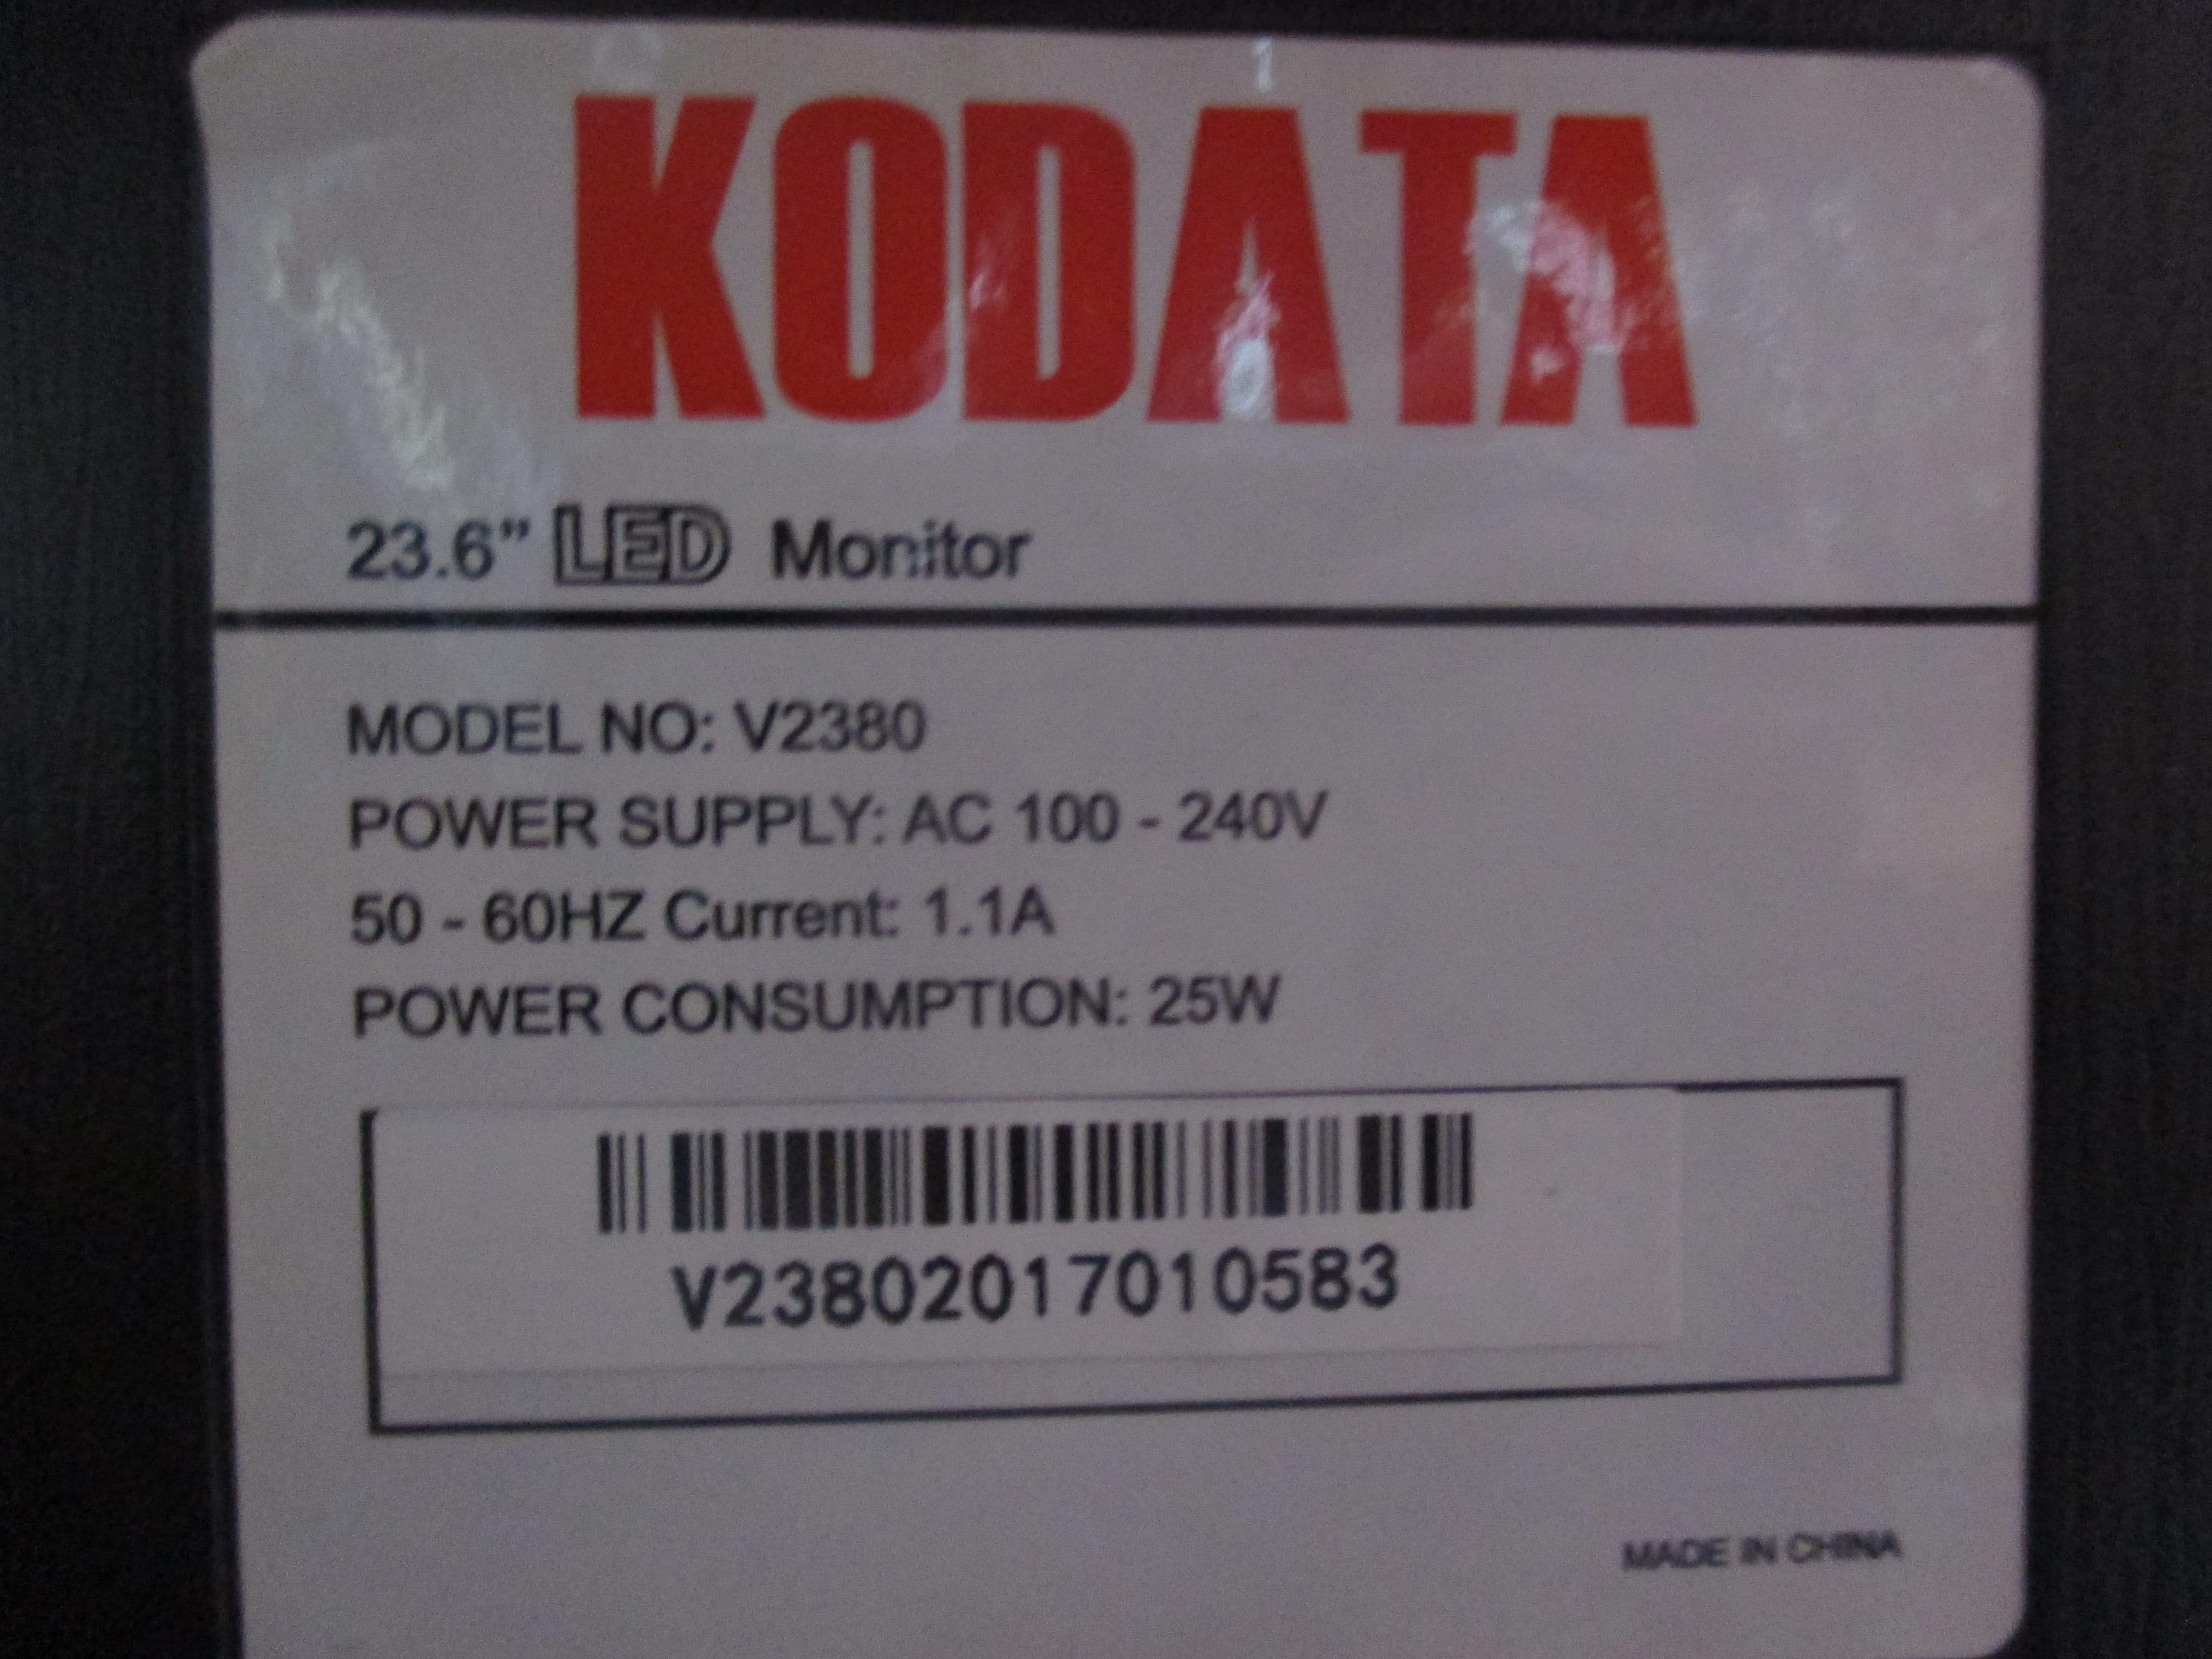 KODATA
23.6” LED Monitor
MODEL NO: V2380
POWER SUPPLY: AC 100 - 240V
50 - 60HZ Current: 1.1A
POWER CONSUMPTION: 25W
V23802017010583
MADE IN CHINA